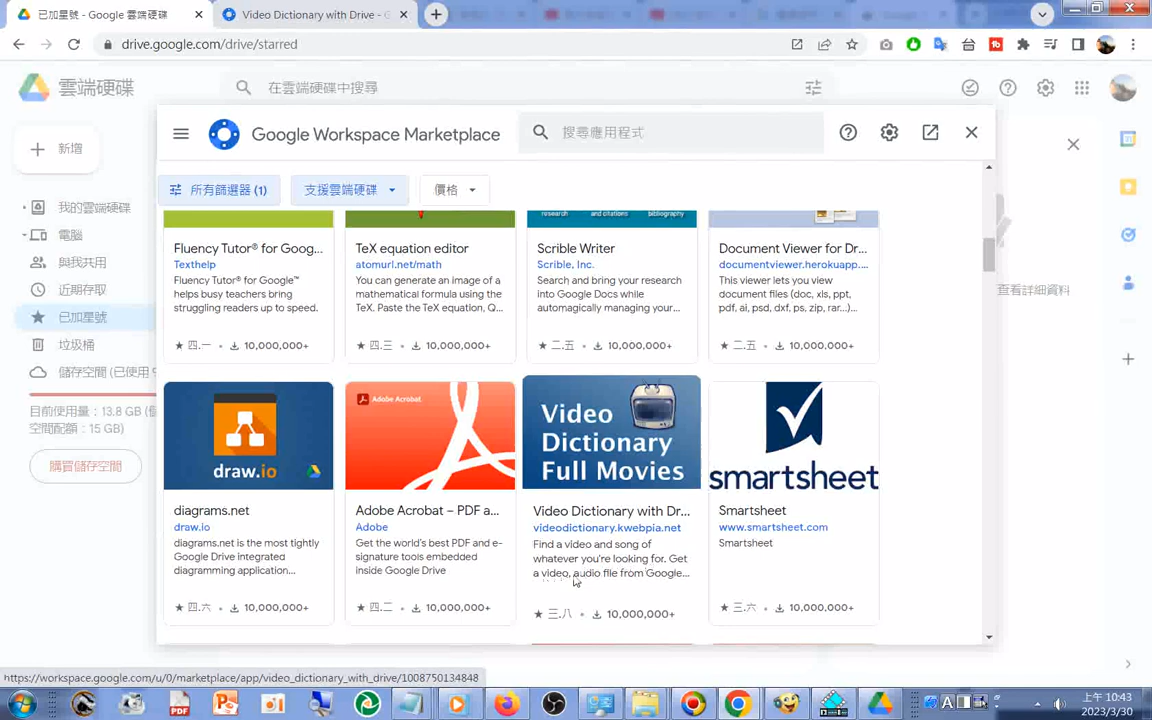 已加星號 - Google 雲端硬碟
Video Dictionary with Drive - G
drive.google.com/drive/starred
雲端硬碟
在雲端硬碟中搜尋
新增
我的雲端硬碟
電腦
與我共用
近期存取
已加星號
垃圾桶
儲存空間 (已使用 9
目前使用量：13.8 GB (個
空間配額：15 GB)
購買儲存空間
Google Workspace Marketplace
搜尋應用程式
所有篩選器 (1)
支援雲端硬碟
價格
research
and citations
bibliography
Fluency Tutor® for Goog...
Texthelp
Fluency Tutor® for Google™
helps busy teachers bring
struggling readers up to speed.
四.一 • 10,000,000+
TeX equation editor
atomurl.net/math
You can generate an image of a
mathematical formula using the
TeX. Paste the TeX equation, Q...
四.三 • 10,000,000+
Scrible Writer
Scrible, Inc.
Search and bring your research
into Google Docs while
automagically managing your...
二.五 • 10,000,000+
Document Viewer for Dr...
documentviewer.herokuapp....
This viewer lets you view
document files (doc, xls, ppt,
pdf, ai, psd, dxf, ps, zip, rar...)...
二.五 • 10,000,000+
draw.io
diagrams.net
draw.io
diagrams.net is the most tightly
Google Drive integrated
diagramming application...
四.六 • 10,000,000+
Adobe Acrobat
Adobe Acrobat – PDF a...
Adobe
Get the world's best PDF and e-
signature tools embedded
inside Google Drive
四.二 • 10,000,000+
Video
Dictionary
Full Movies
Video Dictionary with Dr...
videodictionary.kwebpia.net
Find a video and song of
whatever you're looking for. Get
a video, audio file from Google...
三.八 • 10,000,000+
smartsheet
Smartsheet
www.smartsheet.com
Smartsheet
三.六 • 10,000,000+
查看詳細資料
https://workspace.google.com/u/0/marketplace/app/video_dictionary_with_drive/1008750134848
上午 10:43
2023/3/30